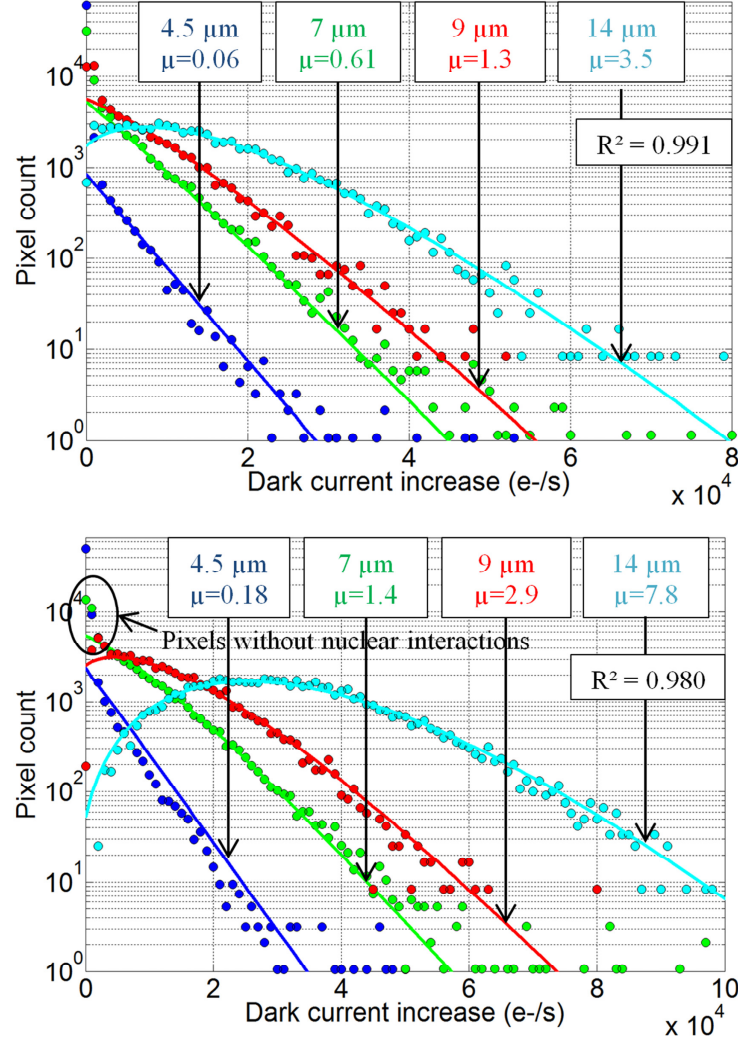 4.5 µm
µ=0.06
7 µm
µ=0.61
9 µm
µ=1.3
14 µm
µ=3.5
R² = 0.991
Pixel count
10⁴
10³
10²
10¹
10⁰
0
2
4
6
8
Dark current increase (e-/s)
x 10⁴
4.5 µm
µ=0.18
7 µm
µ=1.4
9 µm
µ=2.9
14 µm
µ=7.8
Pixels without nuclear interactions
R² = 0.980
Pixel count
10⁴
10³
10²
10¹
10⁰
0
2
4
6
8
10
Dark current increase (e-/s)
x 10⁴